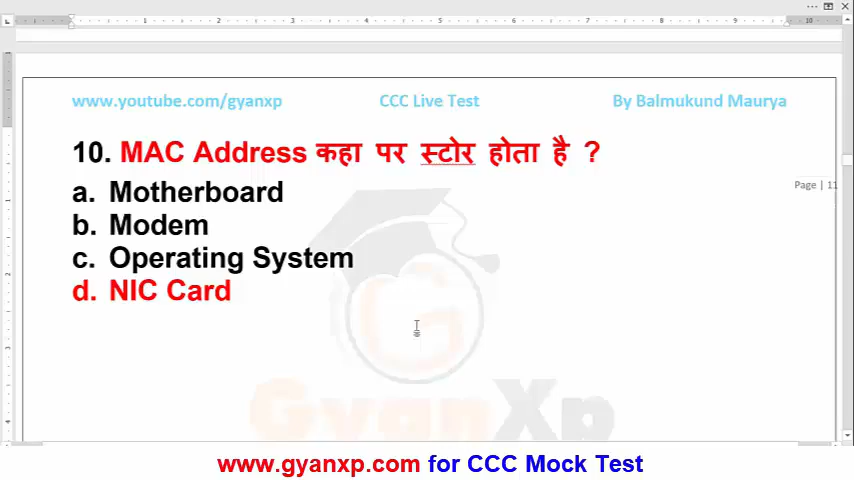 www.youtube.com/gyanxp CCC Live Test By Balmukund Maurya
10. MAC Address कहा पर स्टोर होता है ?
Page | 11
a. Motherboard
b. Modem
c. Operating System
d. NIC Card
GyanXp
www.gyanxp.com for CCC Mock Test